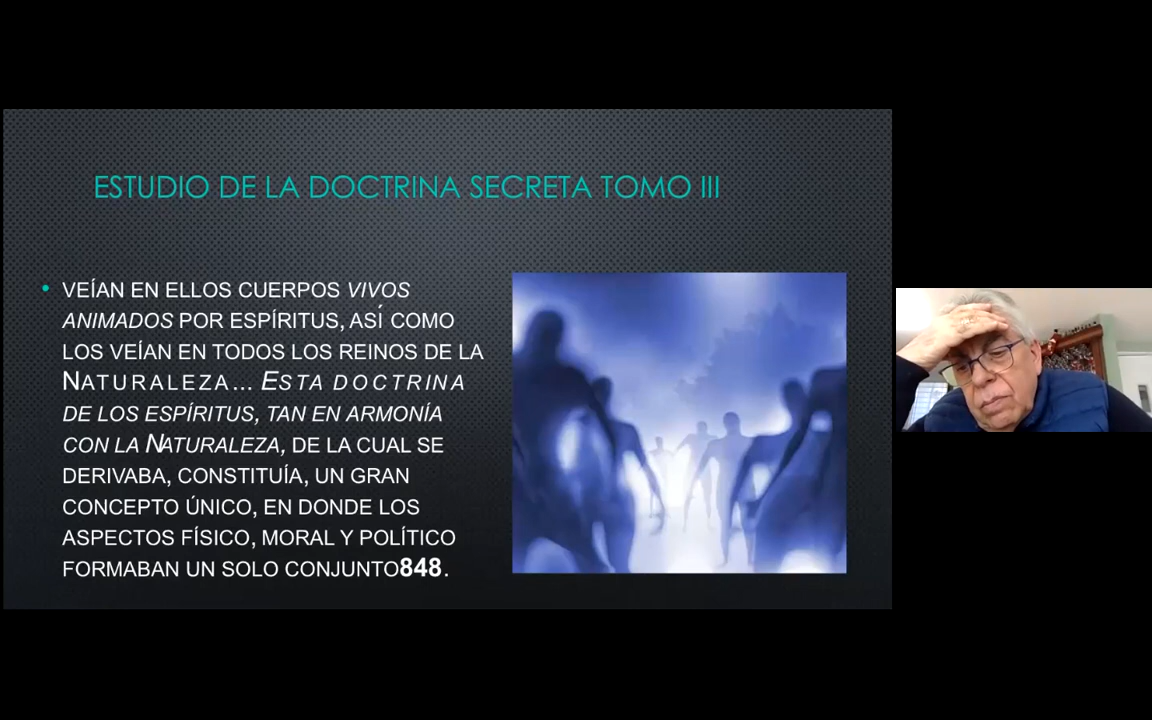 ESTUDIO DE LA DOCTRINA SECRETA TOMO III
• VEÍAN EN ELLOS CUERPOS VIVOS
ANIMADOS POR ESPÍRITUS, ASÍ COMO
LOS VEÍAN EN TODOS LOS REINOS DE LA
NATURALEZA... ESTA DOCTRINA
DE LOS ESPÍRITUS, TAN EN ARMONÍA
CON LA NATURALEZA, DE LA CUAL SE
DERIVABA, CONSTITUÍA, UN GRAN
CONCEPTO ÚNICO, EN DONDE LOS
ASPECTOS FÍSICO, MORAL Y POLÍTICO
FORMABAN UN SOLO CONJUNTO848.